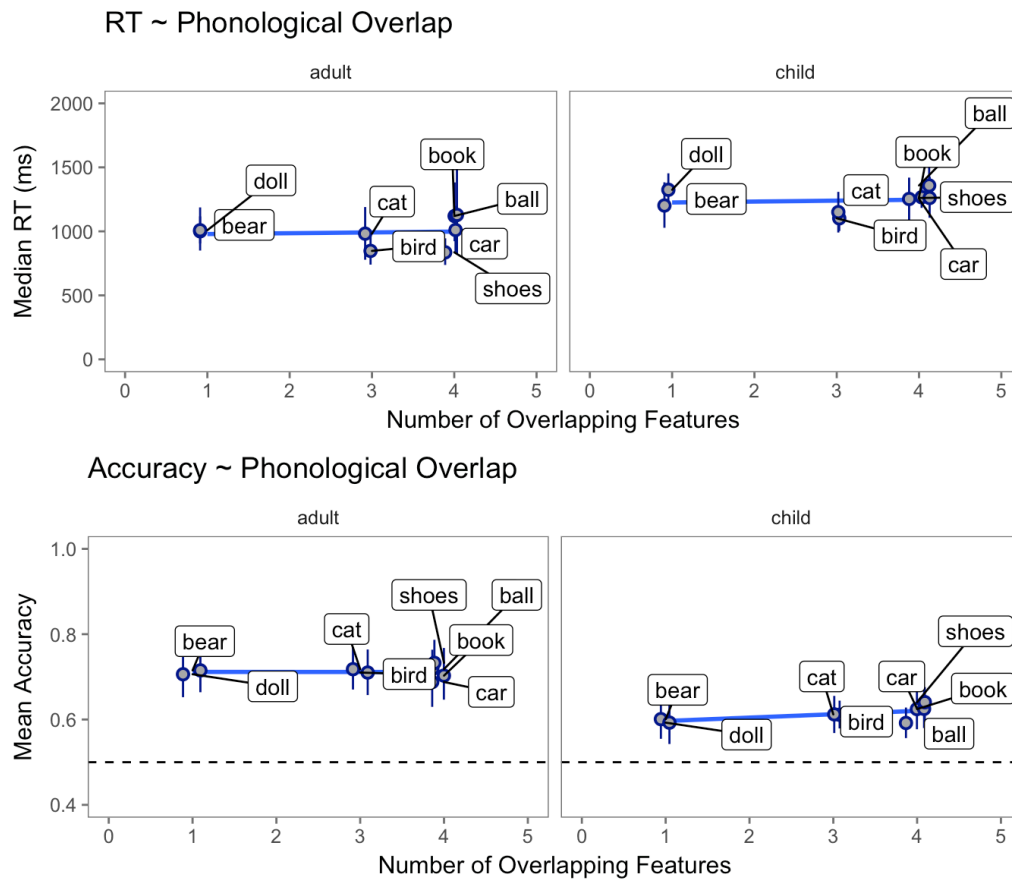 RT ~ Phonological Overlap
adult child
2000
1500
1000
500
0
Median RT (ms)
doll
bear
cat
bird
book
ball
car
shoes
doll
bear
cat
bird
book
ball
shoes
car
0 1 2 3 4 5 0 1 2 3 4 5
Number of Overlapping Features
Accuracy ~ Phonological Overlap
adult child
1.0
0.8
0.6
0.4
Mean Accuracy
bear
doll
cat
bird
shoes
ball
book
car
bear
doll
cat
bird
car
shoes
book
ball
0 1 2 3 4 5 0 1 2 3 4 5
Number of Overlapping Features